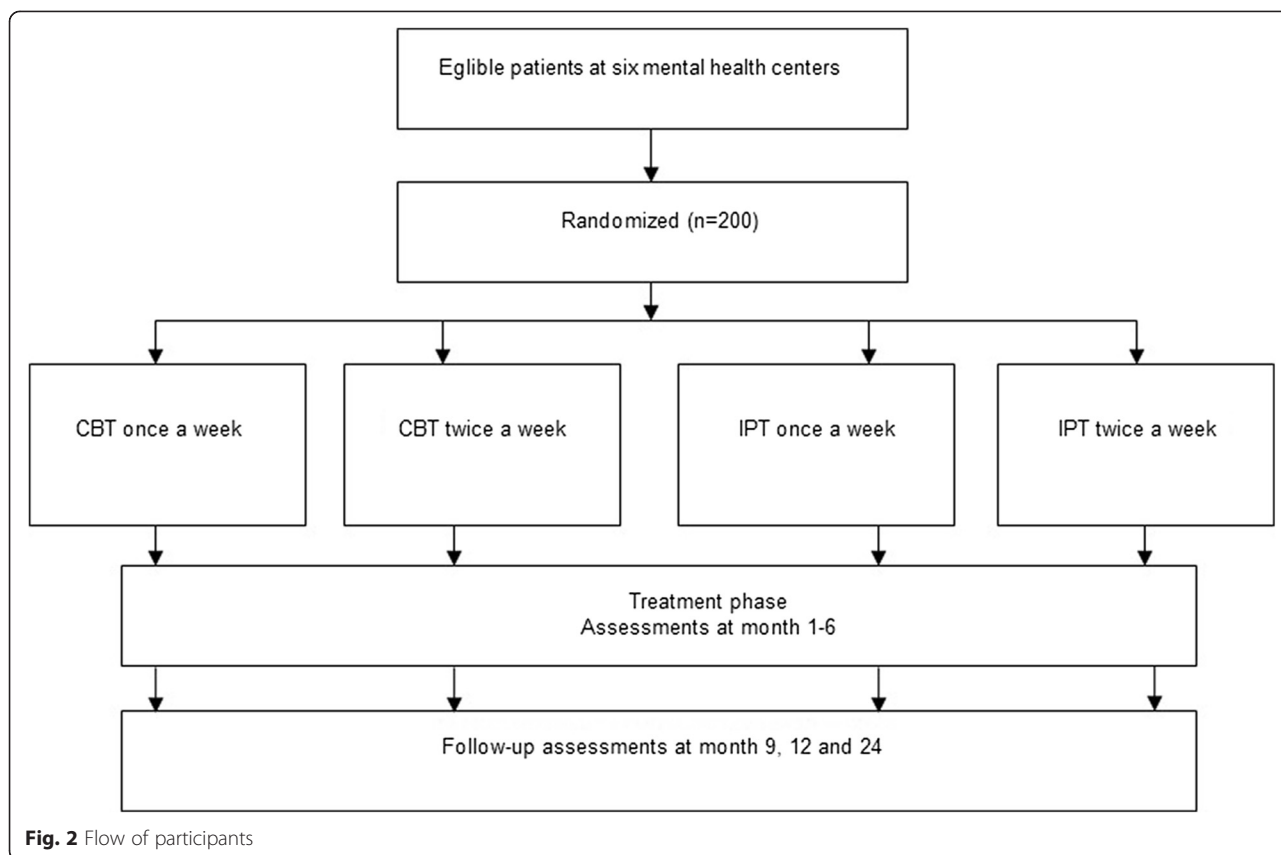 Eglible patients at six mental health centers
Randomized (n=200)
CBT once a week
CBT twice a week
IPT once a week
IPT twice a week
Treatment phase
Assessments at month 1-6
Follow-up assessments at month 9, 12 and 24
Fig. 2 Flow of participants